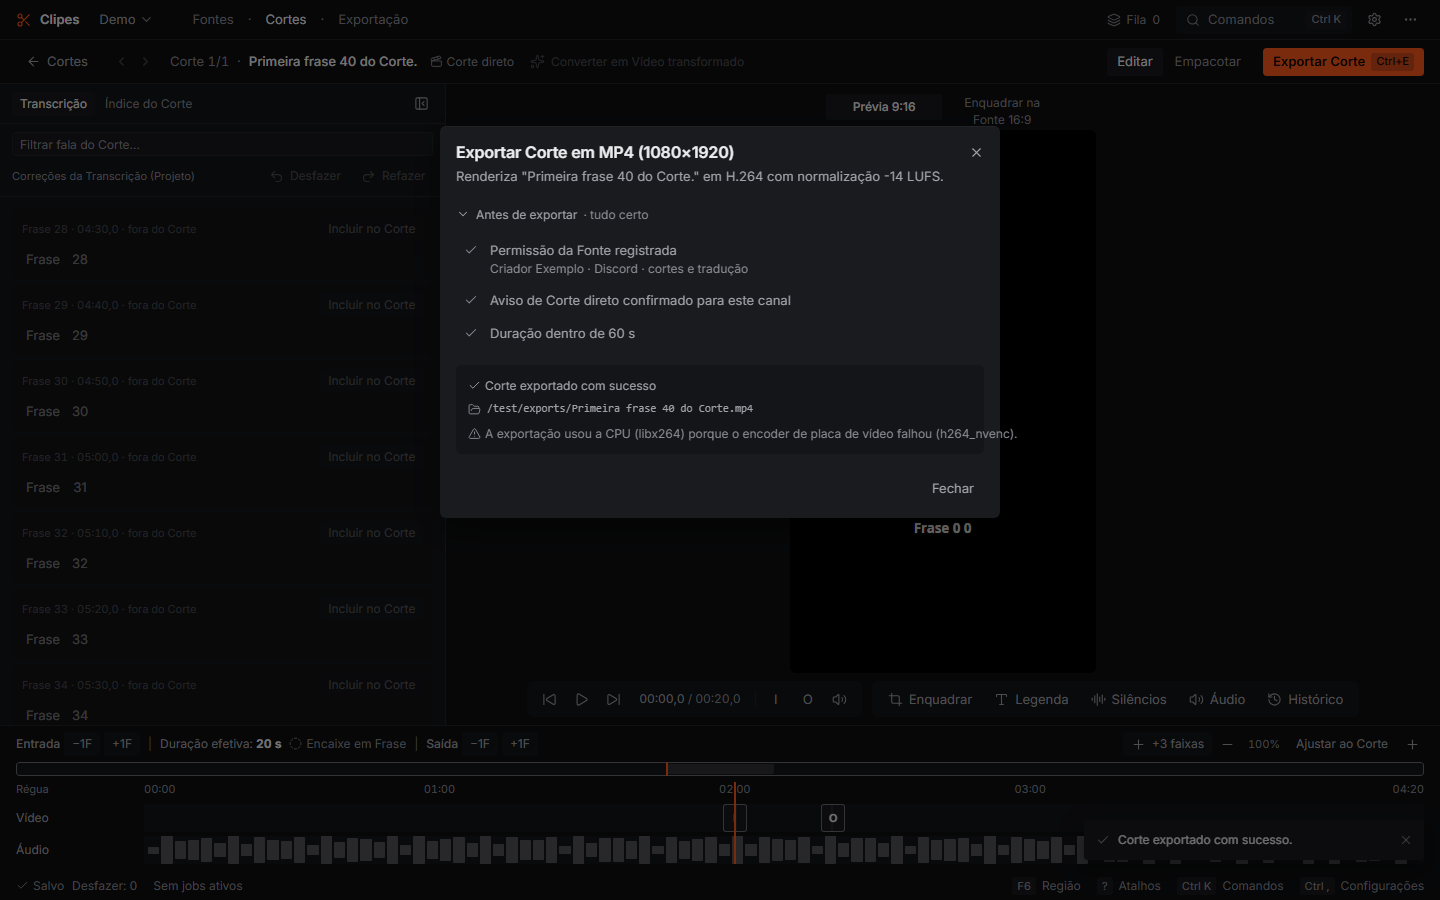 Clipes
Demo
Fontes · Cortes · Exportação
Fila 0
Comandos Ctrl K
Cortes
Corte 1/1 · Primeira frase 40 do Corte.
Corte direto
Converter em Vídeo transformado
Editar
Empacotar
Exportar Corte Ctrl+E
Transcrição
Índice do Corte
Prévia 9:16
Enquadrar na
Fonte 16:9
Filtrar fala do Corte...
Correções da Transcrição (Projeto)
Desfazer
Refazer
Frase 28 · 04:30,0 · fora do Corte
Incluir no Corte
Frase 28
Frase 29 · 04:40,0 · fora do Corte
Incluir no Corte
Frase 29
Frase 30 · 04:50,0 · fora do Corte
Incluir no Corte
Frase 30
Frase 31 · 05:00,0 · fora do Corte
Incluir no Corte
Frase 31
Frase 32 · 05:10,0 · fora do Corte
Incluir no Corte
Frase 32
Frase 33 · 05:20,0 · fora do Corte
Incluir no Corte
Frase 33
Frase 34 · 05:30,0 · fora do Corte
Incluir no Corte
Frase 34
Exportar Corte em MP4 (1080×1920)
Renderiza "Primeira frase 40 do Corte." em H.264 com normalização -14 LUFS.
Antes de exportar · tudo certo
Permissão da Fonte registrada
Criador Exemplo · Discord · cortes e tradução
Aviso de Corte direto confirmado para este canal
Duração dentro de 60 s
Corte exportado com sucesso
/test/exports/Primeira frase 40 do Corte.mp4
A exportação usou a CPU (libx264) porque o encoder de placa de vídeo falhou (h264_nvenc).
Fechar
Frase 0 0
00:00,0 / 00:20,0
I
O
Enquadrar
Legenda
Silêncios
Áudio
Histórico
Entrada −1F +1F
Duração efetiva: 20 s
Encaixe em Frase
Saída −1F +1F
+3 faixas
100%
Ajustar ao Corte
Régua
00:00
01:00
02:00
03:00
04:20
Vídeo
O
Áudio
Corte exportado com sucesso.
Salvo
Desfazer: 0
Sem jobs ativos
F6 Região
? Atalhos
Ctrl K Comandos
Ctrl , Configurações